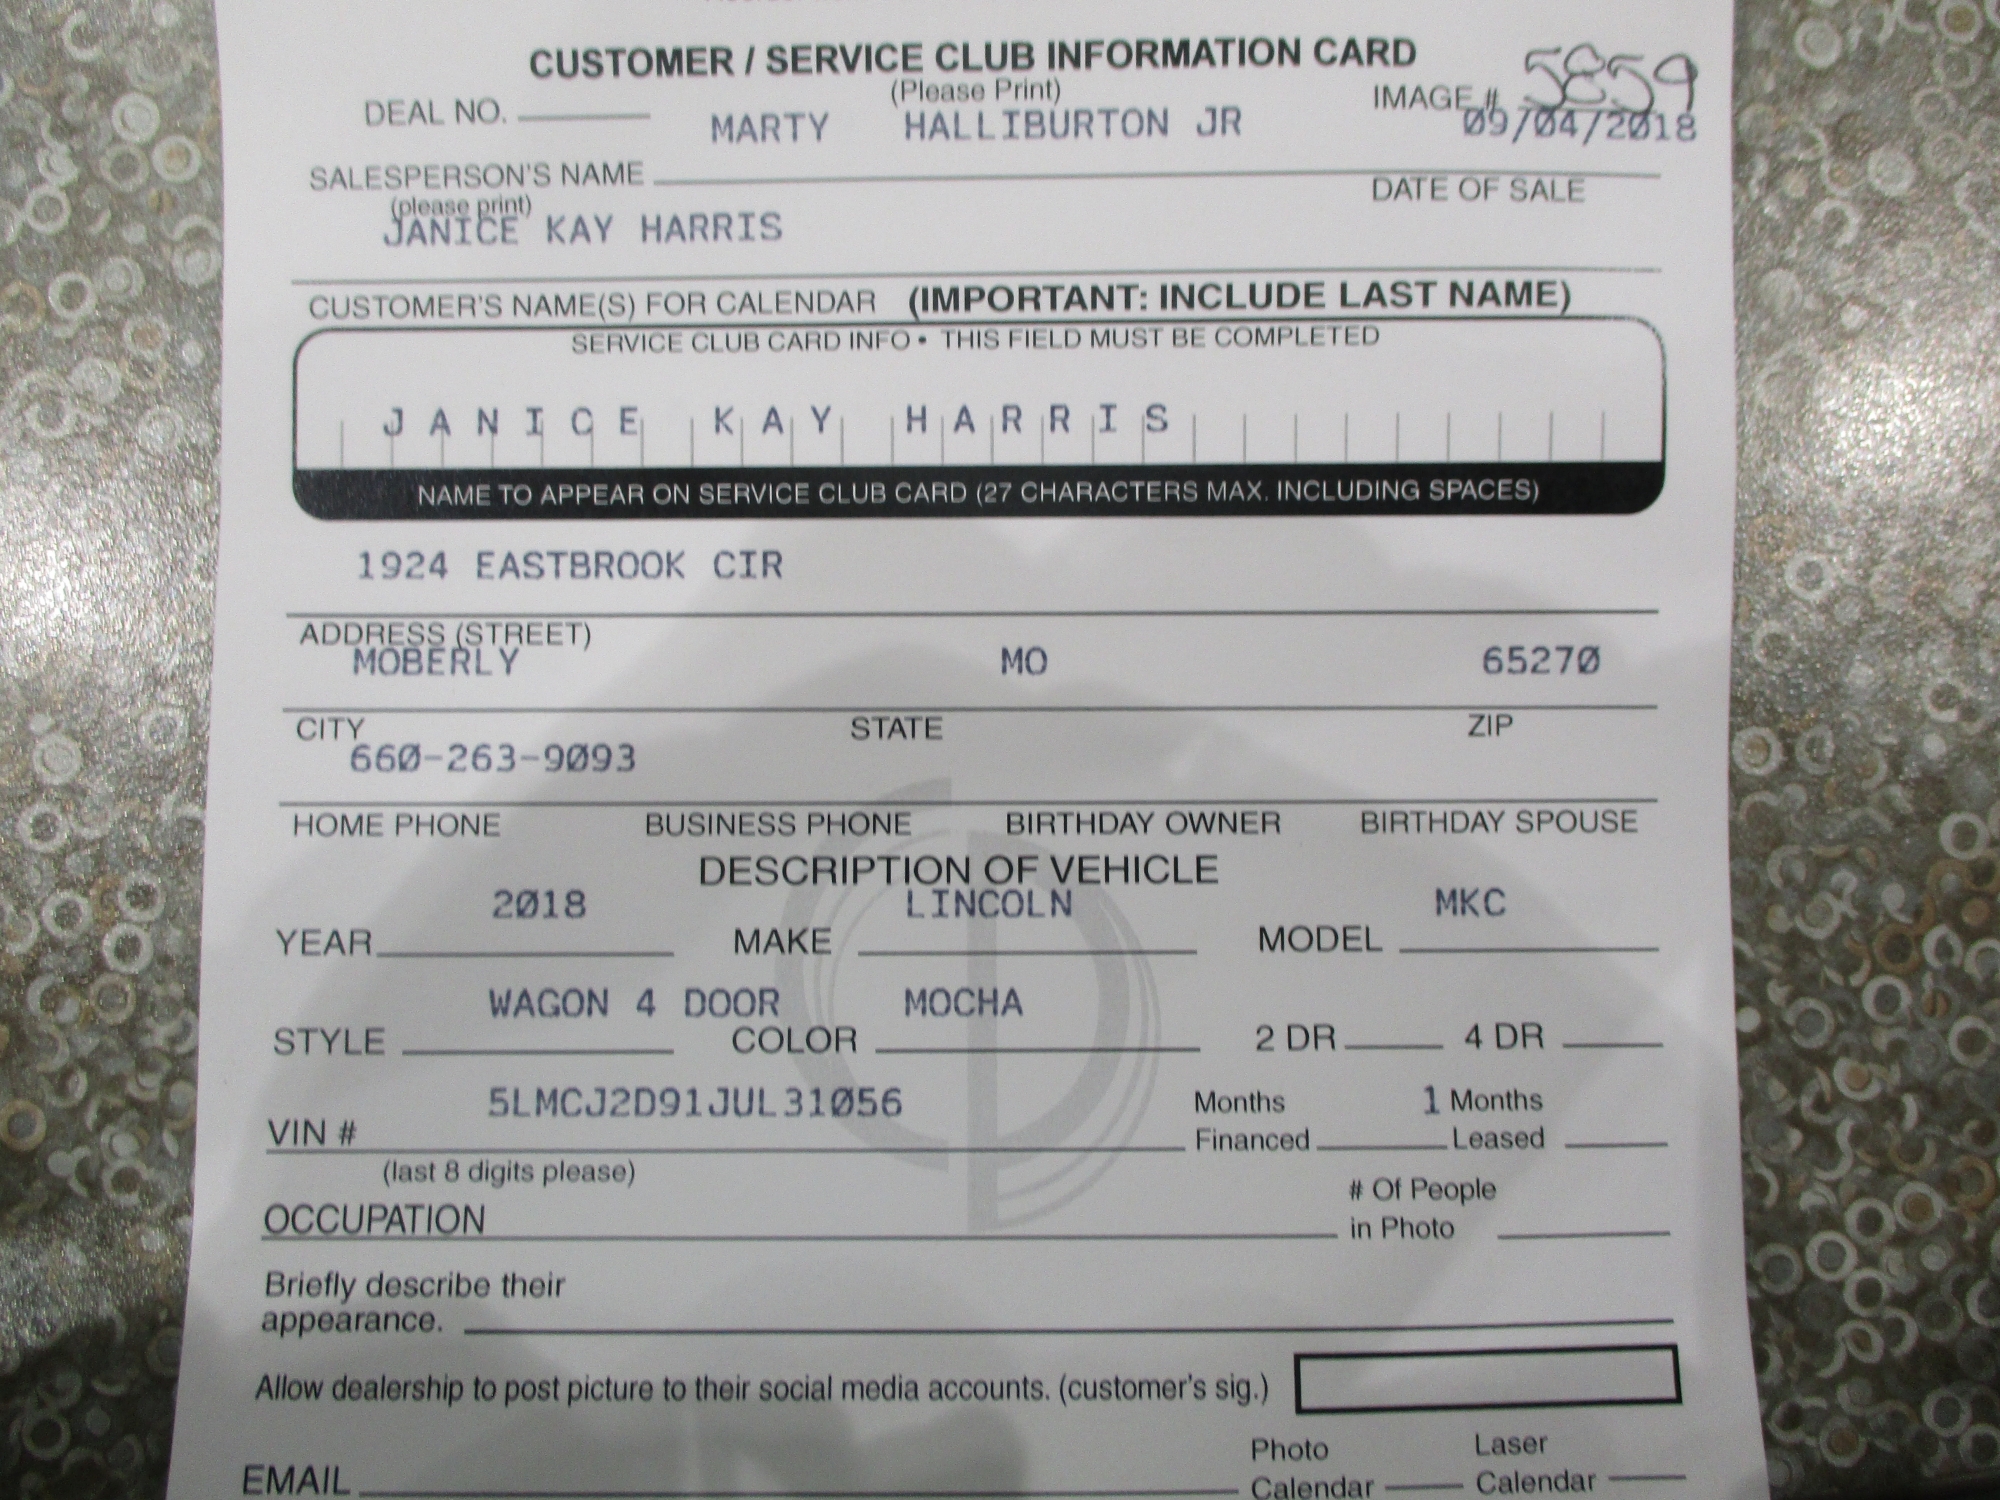 CUSTOMER / SERVICE CLUB INFORMATION CARD
(Please Print)
DEAL NO. IMAGE # 5859
MARTY HALLIBURTON JR 09/04/2018
SALESPERSON'S NAME DATE OF SALE
(please print)
JANICE KAY HARRIS
CUSTOMER'S NAME(S) FOR CALENDAR (IMPORTANT: INCLUDE LAST NAME)
SERVICE CLUB CARD INFO • THIS FIELD MUST BE COMPLETED
JANICE KAY HARRIS
NAME TO APPEAR ON SERVICE CLUB CARD (27 CHARACTERS MAX. INCLUDING SPACES)
1924 EASTBROOK CIR
ADDRESS (STREET)
MOBERLY MO 65270
CITY STATE ZIP
660-263-9093
HOME PHONE BUSINESS PHONE BIRTHDAY OWNER BIRTHDAY SPOUSE
DESCRIPTION OF VEHICLE
2018 LINCOLN MKC
YEAR MAKE MODEL
WAGON 4 DOOR MOCHA
STYLE COLOR 2 DR 4 DR
5LMCJ2D91JUL31056 Months 1 Months
VIN # Financed Leased
(last 8 digits please)
# Of People
OCCUPATION in Photo
Briefly describe their
appearance.
Allow dealership to post picture to their social media accounts. (customer's sig.)
Photo Laser
EMAIL Calendar Calendar